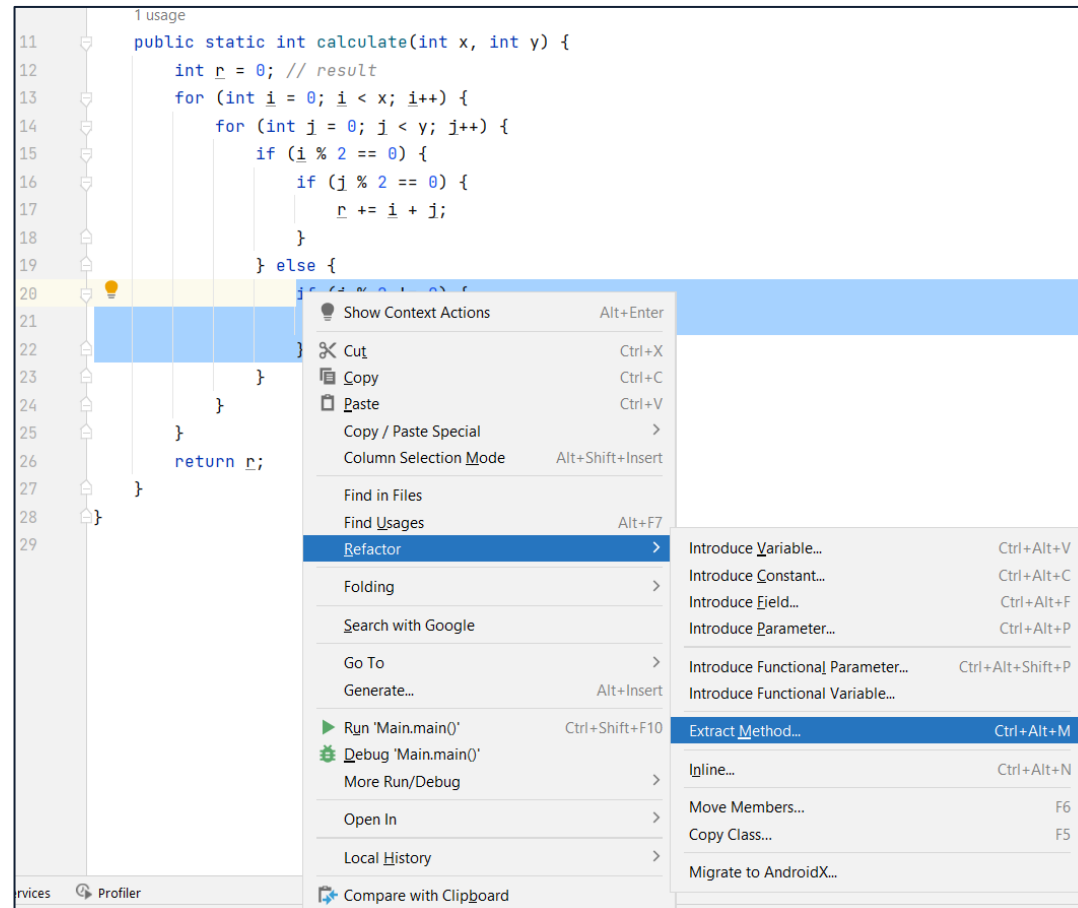 1 usage
11 public static int calculate(int x, int y) {
12 int r = 0; // result
13 for (int i = 0; i < x; i++) {
14 for (int j = 0; j < y; j++) {
15 if (i % 2 == 0) {
16 if (j % 2 == 0) {
17 r += i + j;
18 }
19 } else {
20
21
22 }
23 }
24 }
25 }
26 return r;
27 }
28 }
29
Show Context Actions Alt+Enter
Cut Ctrl+X
Copy Ctrl+C
Paste Ctrl+V
Copy / Paste Special
Column Selection Mode Alt+Shift+Insert
Find in Files
Find Usages Alt+F7
Refactor
Folding
Search with Google
Go To
Generate... Alt+Insert
Run 'Main.main()' Ctrl+Shift+F10
Debug 'Main.main()'
More Run/Debug
Open In
Local History
Compare with Clipboard
Introduce Variable... Ctrl+Alt+V
Introduce Constant... Ctrl+Alt+C
Introduce Field... Ctrl+Alt+F
Introduce Parameter... Ctrl+Alt+P
Introduce Functional Parameter... Ctrl+Alt+Shift+P
Introduce Functional Variable...
Extract Method... Ctrl+Alt+M
Inline... Ctrl+Alt+N
Move Members... F6
Copy Class... F5
Migrate to AndroidX...
rvices Profiler